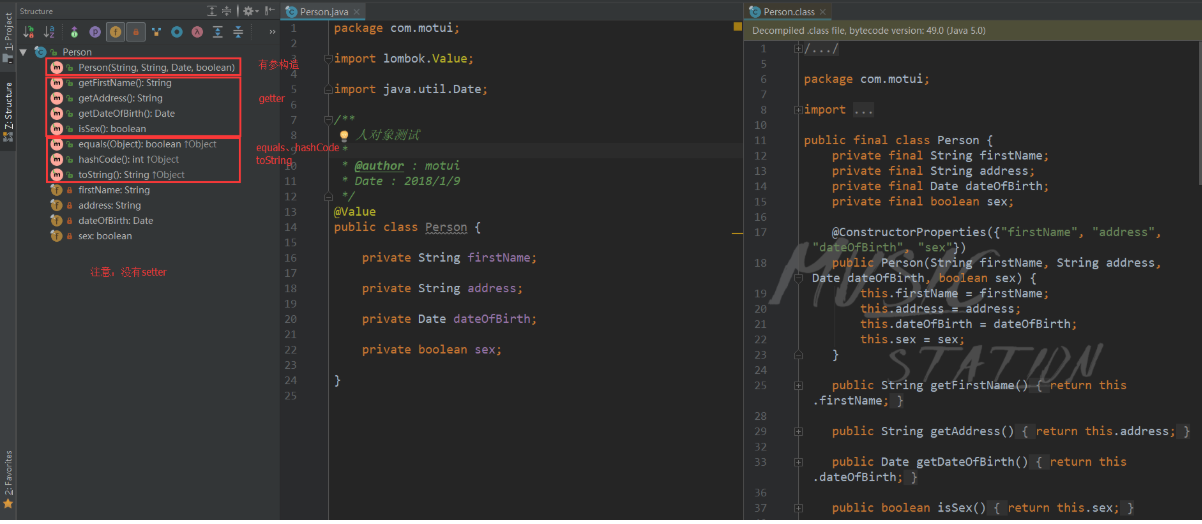 Structure
1: Project
Z: Structure
2: Favorites
Person
Person(String, String, Date, boolean)
有参构造
getFirstName(): String
getAddress(): String
getter
getDateOfBirth(): Date
isSex(): boolean
equals(Object): boolean ↑Object
equals、hashCode
hashCode(): int ↑Object
toString
toString(): String ↑Object
firstName: String
address: String
dateOfBirth: Date
sex: boolean
注意，没有setter
Person.java
1 package com.motui;
2
3 import lombok.Value;
4
5 import java.util.Date;
6
7 /**
8 人对象测试
*
10 * @author : motui
11 * Date : 2018/1/9
12 */
13 @Value
14 public class Person {
15
16 private String firstName;
17
18 private String address;
19
20 private Date dateOfBirth;
21
22 private boolean sex;
23
24 }
25
Person.class
Decompiled .class file, bytecode version: 49.0 (Java 5.0)
1 /.../
5
6 package com.motui;
7
8 import ...
10
11 public final class Person {
12 private final String firstName;
13 private final String address;
14 private final Date dateOfBirth;
15 private final boolean sex;
16
17 @ConstructorProperties({"firstName", "address",
"dateOfBirth", "sex"})
18 public Person(String firstName, String address,
Date dateOfBirth, boolean sex) {
19 this.firstName = firstName;
20 this.address = address;
21 this.dateOfBirth = dateOfBirth;
22 this.sex = sex;
23 }
24
25 public String getFirstName() { return this
.firstName; }
28
29 public String getAddress() { return this.address; }
32
33 public Date getDateOfBirth() { return this
.dateOfBirth; }
36
37 public boolean isSex() { return this.sex; }
MUSIC
STATION